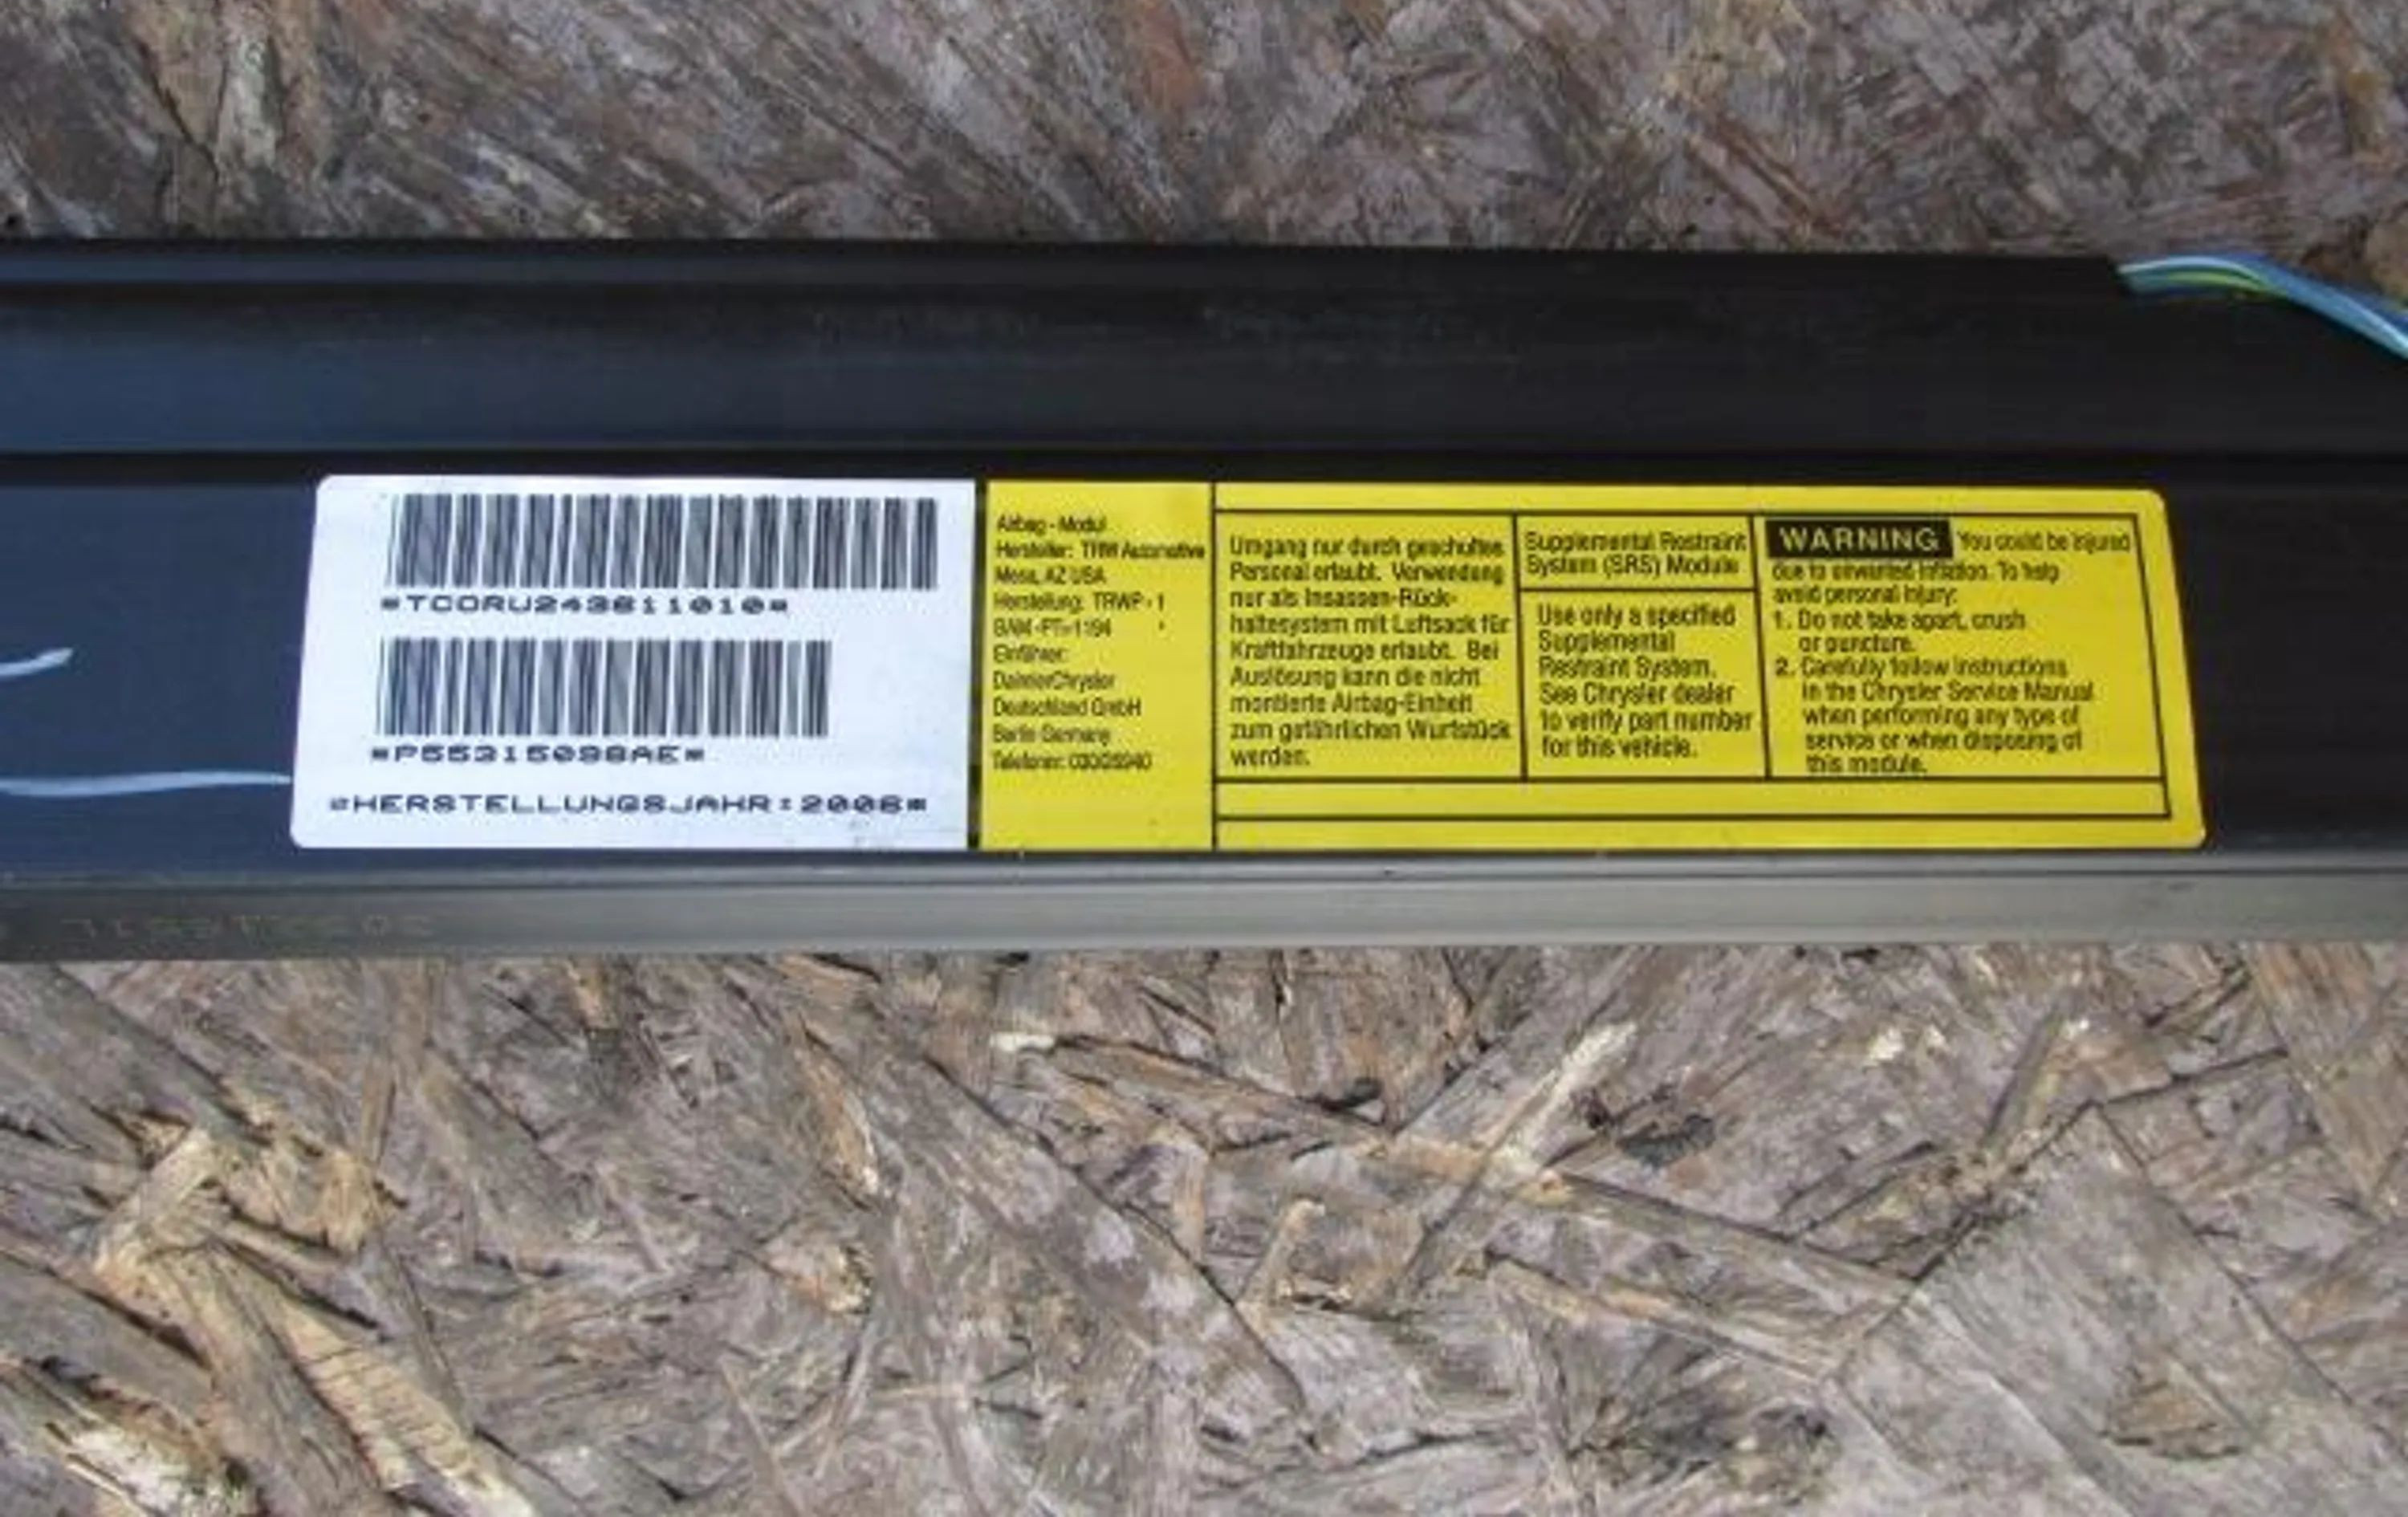 *TCORU243611010*
*P55315098AE*
*HERSTELLUNGSJAHR:2006*
Airbag - Modul
Hersteller: TRW Automotive
Mesa, AZ USA
Herstellung: TRWP - 1
BAM -PT1-1194
Einführer:
DaimlerChrysler
Deutschland GmbH
Berlin Germany
Telefonnr:
Umgang nur durch geschultes
Personal erlaubt. Verwendung
nur als Insassen-Rück-
haltesystem mit Luftsack für
Kraftfahrzeuge erlaubt. Bei
Auslösung kann die nicht
montierte Airbag-Einheit
zum gefährlichen Wurfstück
werden.
Supplemental Restraint
System (SRS) Module
Use only a specified
Supplemental
Restraint System.
See Chrysler dealer
to verify part number
for this vehicle.
WARNING You could be injured
due to unwanted inflation. To help
avoid personal injury:
1. Do not take apart, crush
or puncture.
2. Carefully follow instructions
in the Chrysler Service Manual
when performing any type of
service or when disposing of
this module.